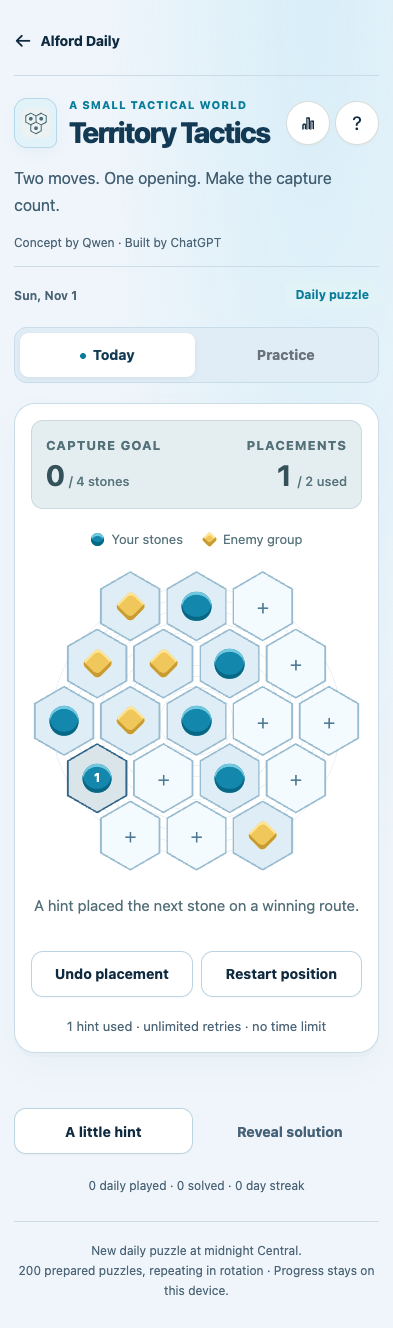 ← Alford Daily
A SMALL TACTICAL WORLD
Territory Tactics
?
Two moves. One opening. Make the capture
count.
Concept by Qwen · Built by ChatGPT
Sun, Nov 1
Daily puzzle
Today
Practice
CAPTURE GOAL
PLACEMENTS
0 / 4 stones
1 / 2 used
Your stones
Enemy group
+
+
+ +
1 + +
+ +
A hint placed the next stone on a winning route.
Undo placement
Restart position
1 hint used · unlimited retries · no time limit
A little hint
Reveal solution
0 daily played · 0 solved · 0 day streak
New daily puzzle at midnight Central.
200 prepared puzzles, repeating in rotation · Progress stays on
this device.